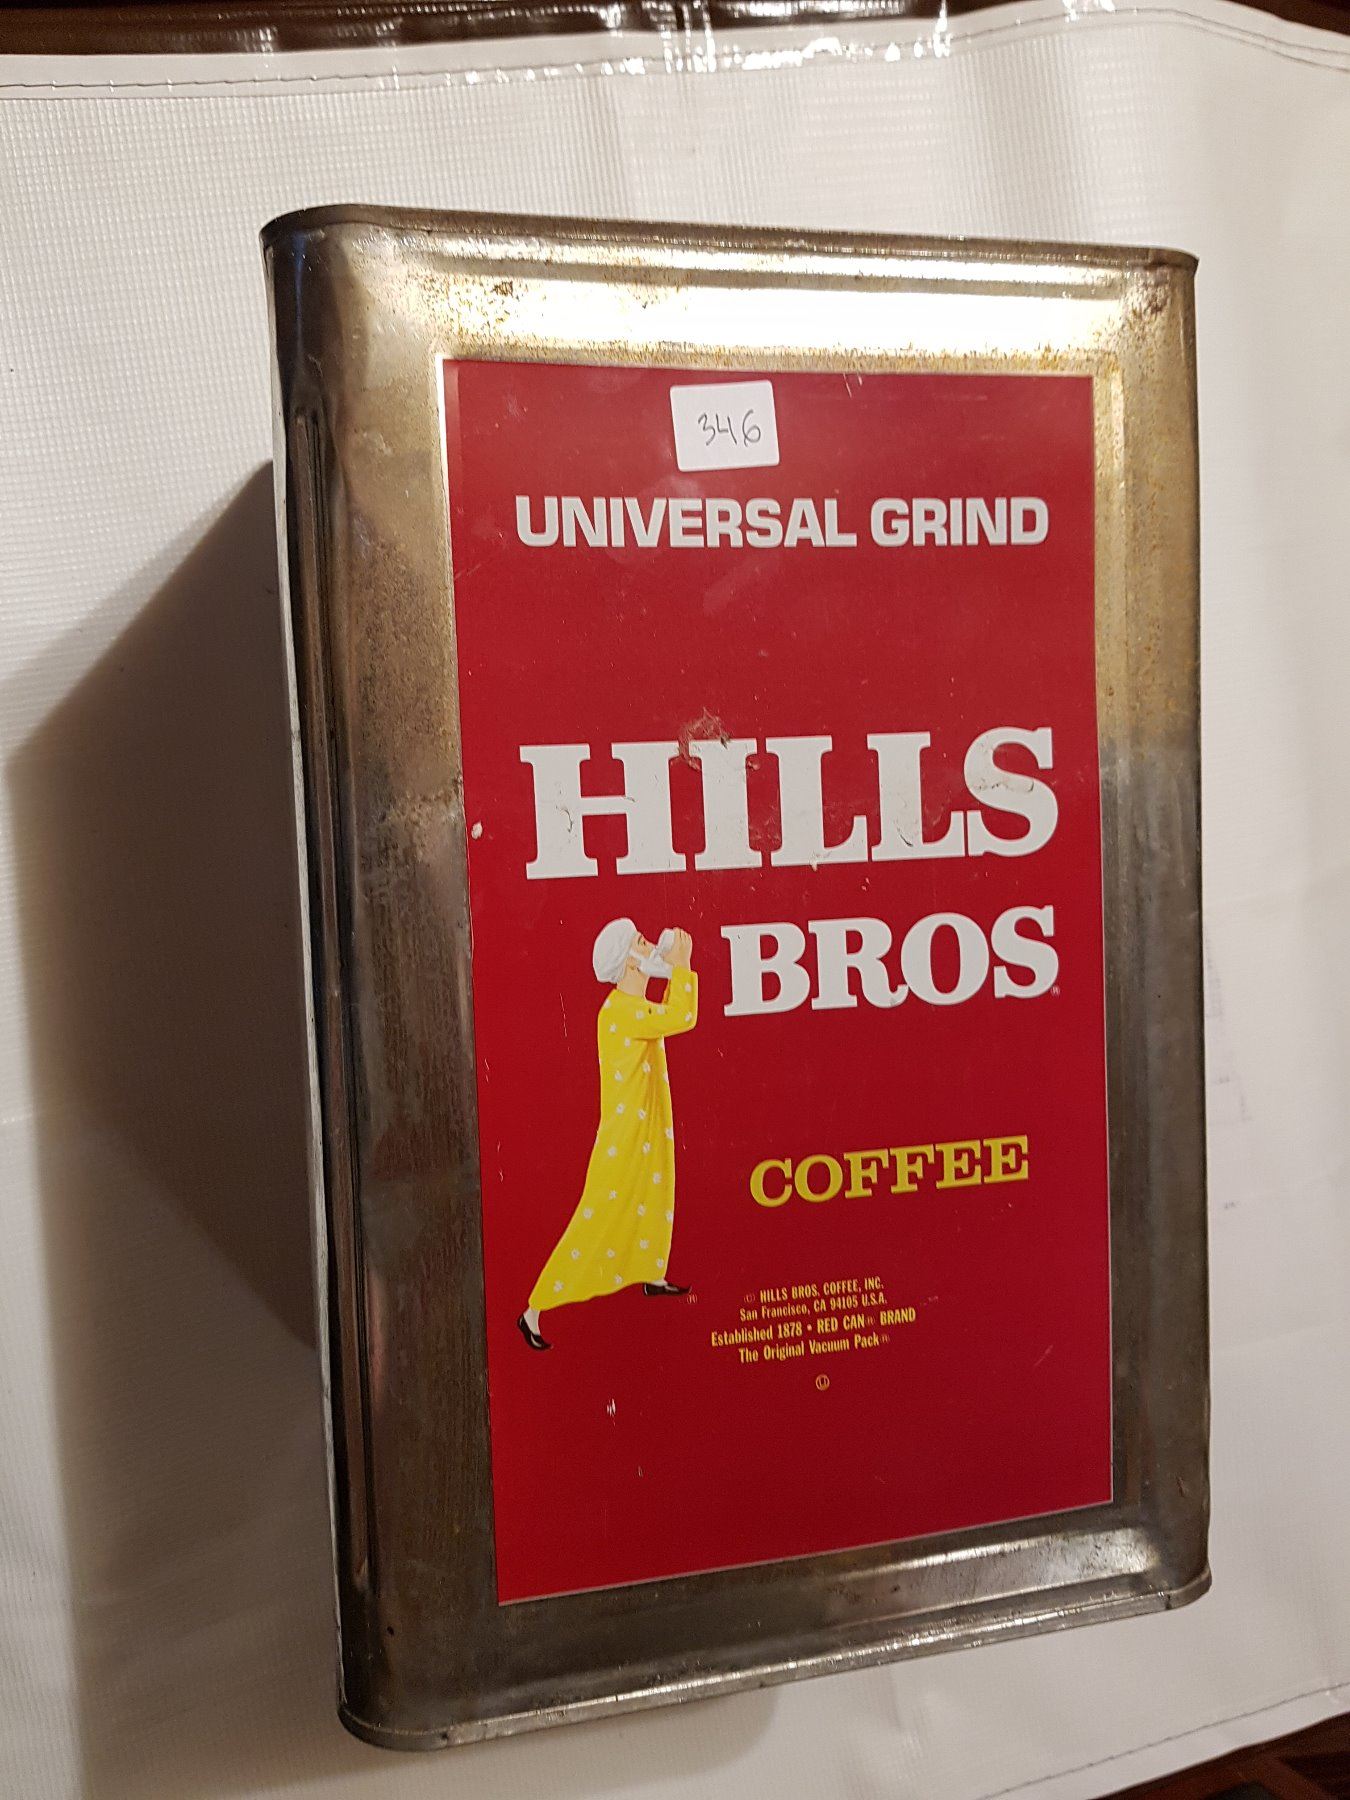 346
UNIVERSAL GRIND
HILLS
BROS®
COFFEE
®
© HILLS BROS. COFFEE, INC.
San Francisco, CA 94105 U.S.A.
Established 1878 • RED CAN® BRAND
The Original Vacuum Pack®
Ⓤ